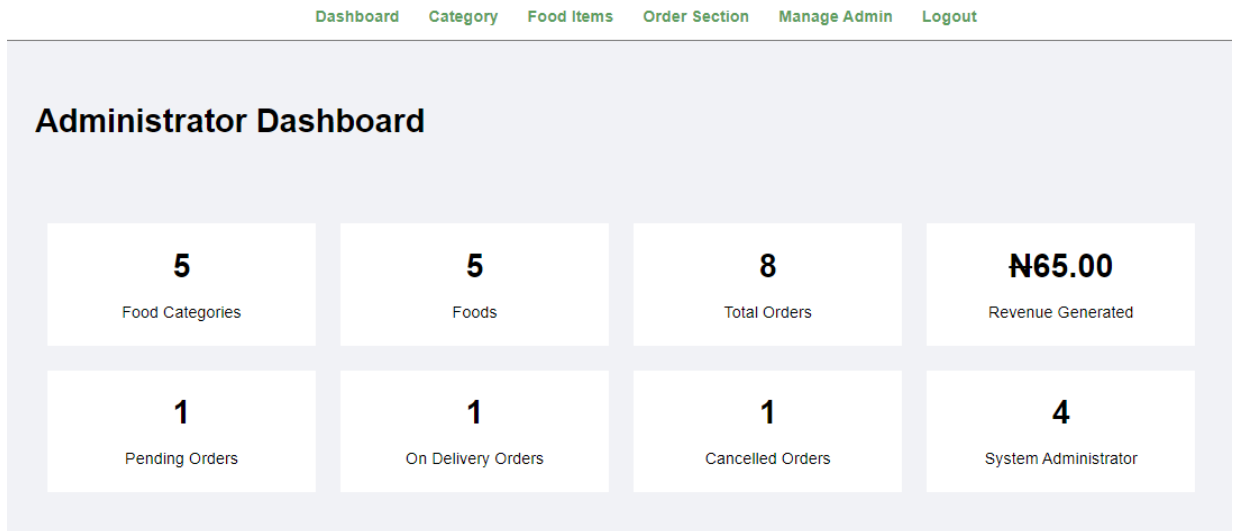 Dashboard Category Food Items Order Section Manage Admin Logout
Administrator Dashboard
5 5 8 ₦65.00
Food Categories Foods Total Orders Revenue Generated
1 1 1 4
Pending Orders On Delivery Orders Cancelled Orders System Administrator